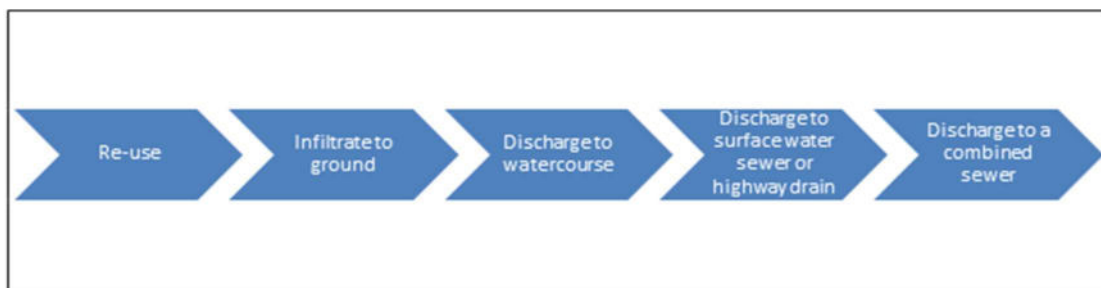 Re-use
Infiltrate to
ground
Discharge to
watercourse
Discharge to
surface water
sewer or
highway drain
Discharge to a
combined
sewer